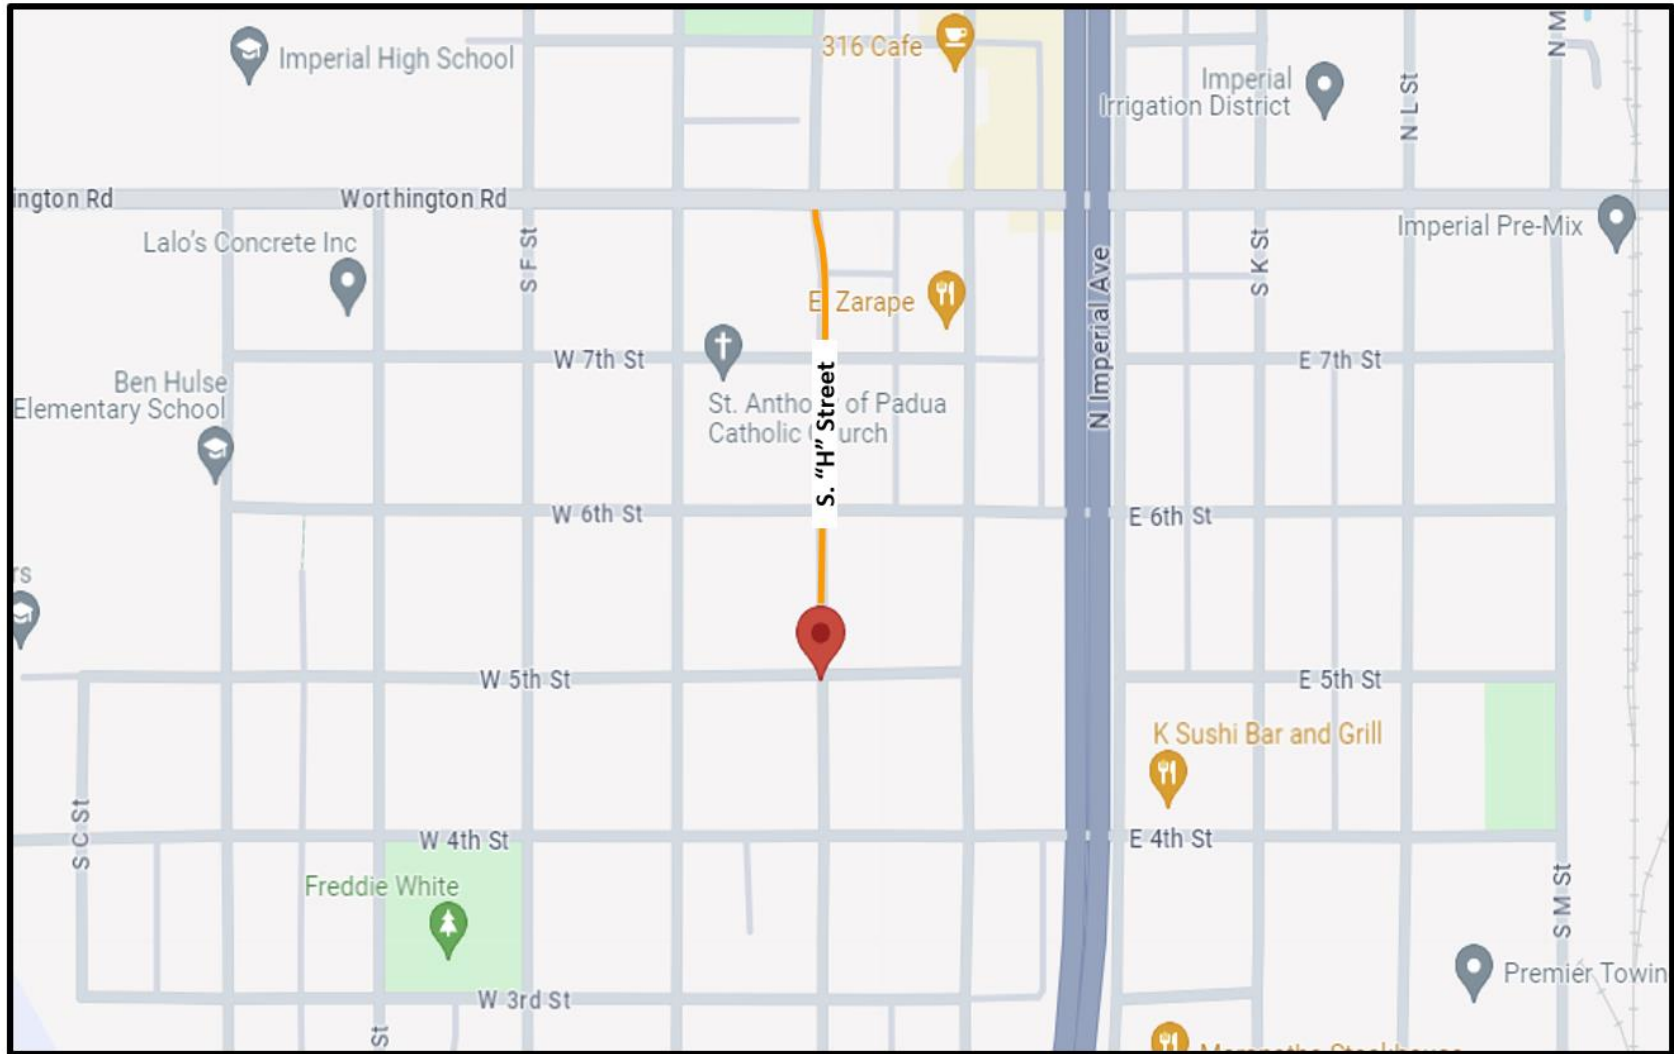 316 Cafe
Imperial High School
Imperial
Irrigation District
N L St
N M
ington Rd
Worthington Rd
Imperial Pre-Mix
Lalo's Concrete Inc
S F St
S K St
N Imperial Ave
E Zarape
W 7th St
E 7th St
S. "H" Street
Ben Hulse
Elementary School
St. Antho of Padua
Catholic C urch
W 6th St
E 6th St
rs
W 5th St
E 5th St
K Sushi Bar and Grill
S C St
W 4th St
E 4th St
Freddie White
S M St
Premier Towin
W 3rd St
St